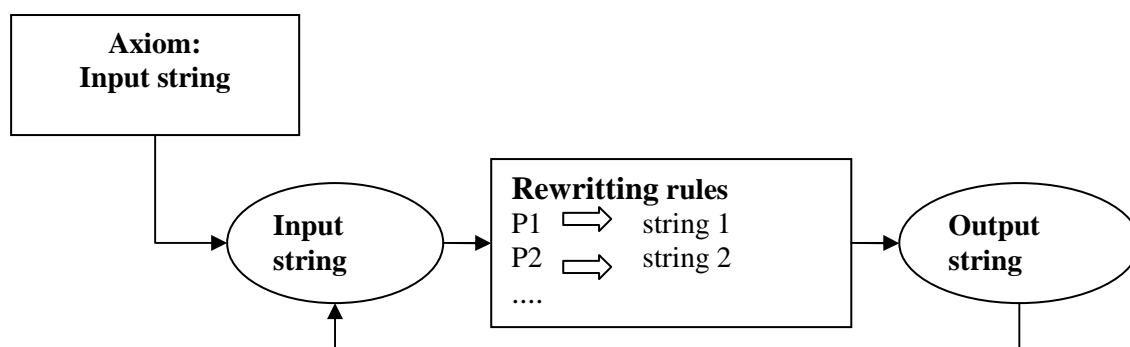 Axiom:
Input string
Input
string
Rewritting rules
P1 string 1
P2 string 2
....
Output
string